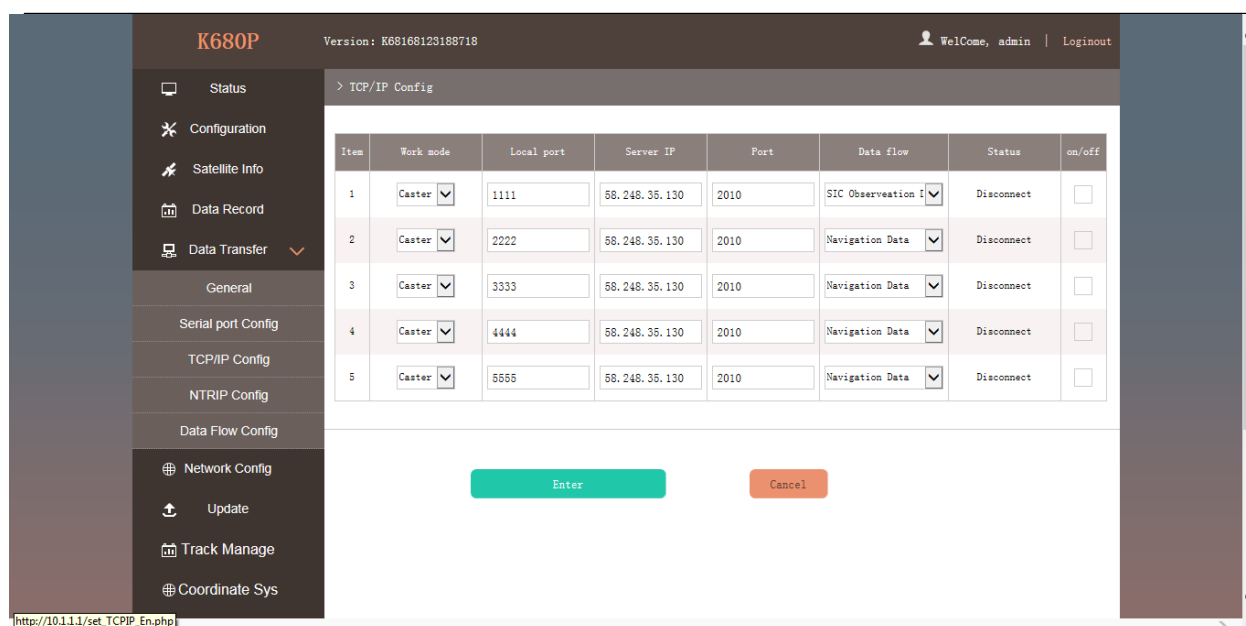 K680P
Version: K68168123188718
WelCome, admin | Loginout
Status
Configuration
Satellite Info
Data Record
Data Transfer
General
Serial port Config
TCP/IP Config
NTRIP Config
Data Flow Config
Network Config
Update
Track Manage
Coordinate Sys
> TCP/IP Config
Item Work mode Local port Server IP Port Data flow Status on/off
1 Caster 1111 58.248.35.130 2010 SIC Observeation Disconnect
2 Caster 2222 58.248.35.130 2010 Navigation Data Disconnect
3 Caster 3333 58.248.35.130 2010 Navigation Data Disconnect
4 Caster 4444 58.248.35.130 2010 Navigation Data Disconnect
5 Caster 5555 58.248.35.130 2010 Navigation Data Disconnect
Enter Cancel
http://10.1.1.1/set_TCPIP_En.php